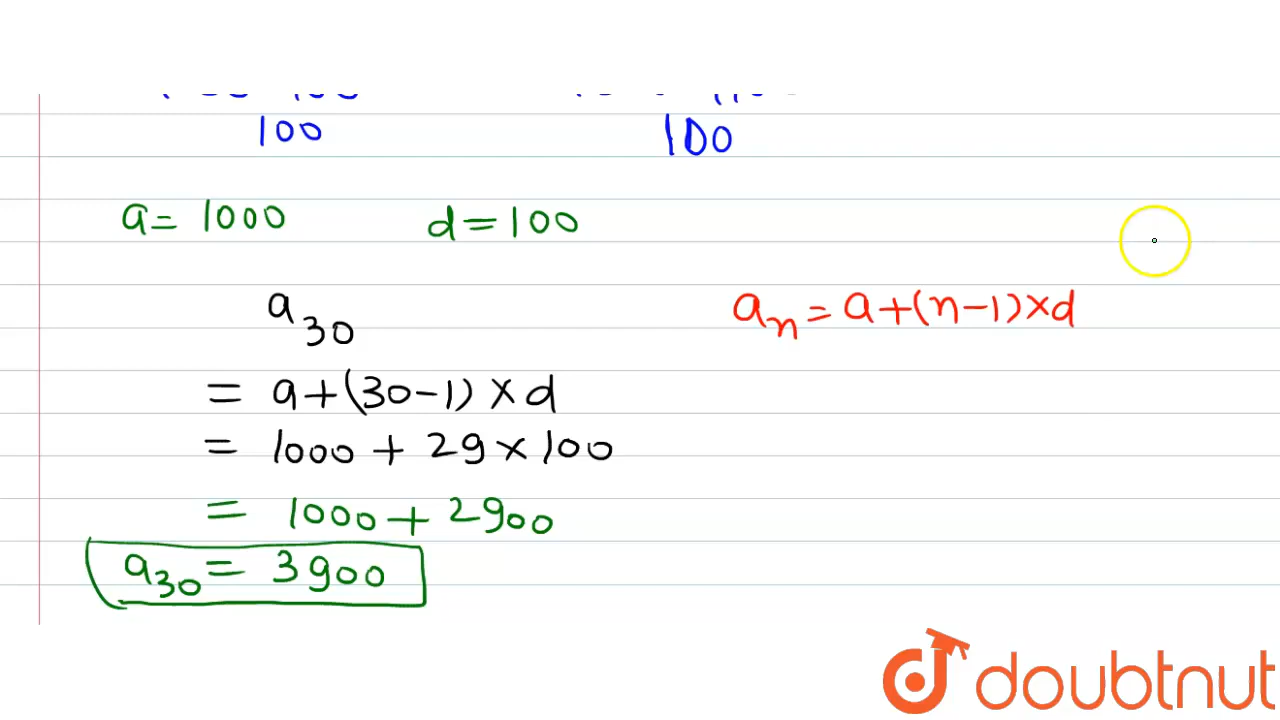 100 100
a = 1000 d = 100
a30 an = a+(n-1)×d
= a+(30-1)×d
= 1000 + 29×100
= 1000 + 2900
a30 = 3900
doubtnut